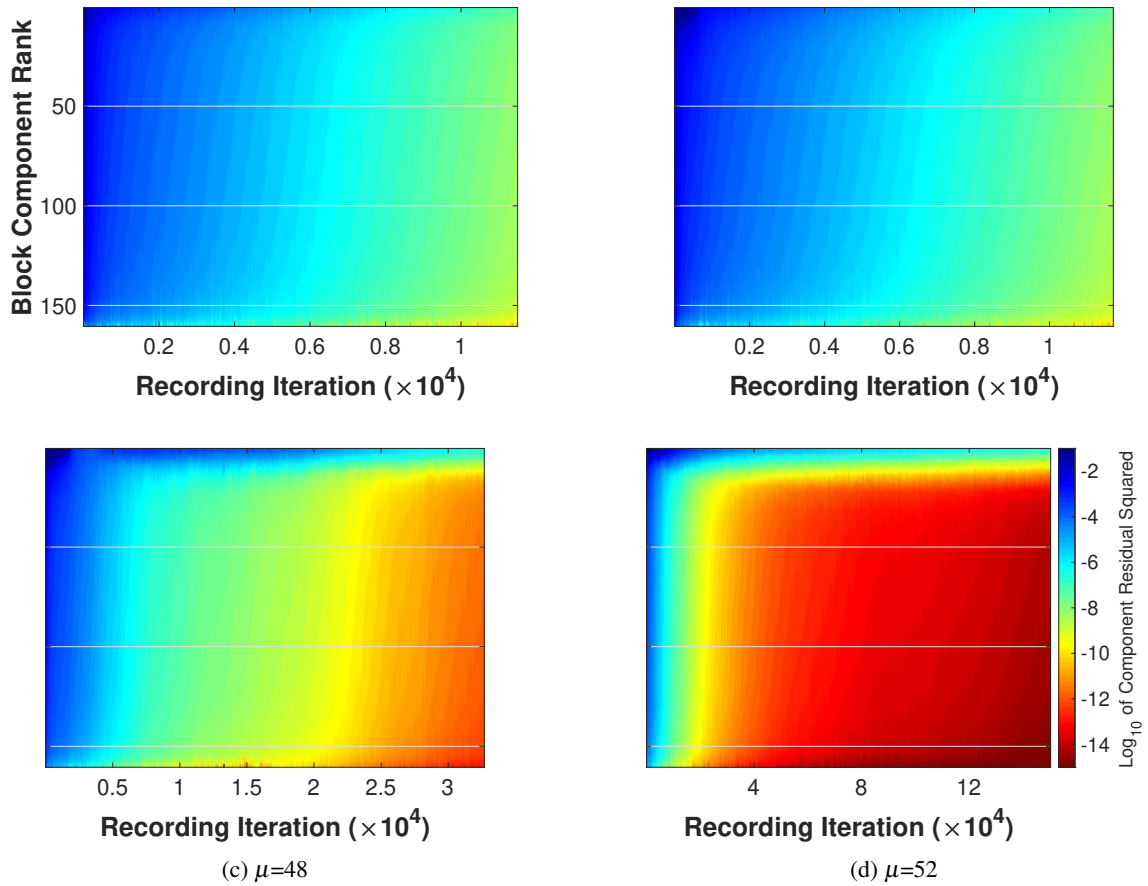 Block Component Rank
50
100
150
0.2 0.4 0.6 0.8 1
0.2 0.4 0.6 0.8 1
Recording Iteration (×10⁴)
Recording Iteration (×10⁴)
-2
-4
-6
-8
-10
-12
-14
Log₁₀ of Component Residual Squared
0.5 1 1.5 2 2.5 3
4 8 12
Recording Iteration (×10⁴)
Recording Iteration (×10⁴)
(c) μ=48
(d) μ=52